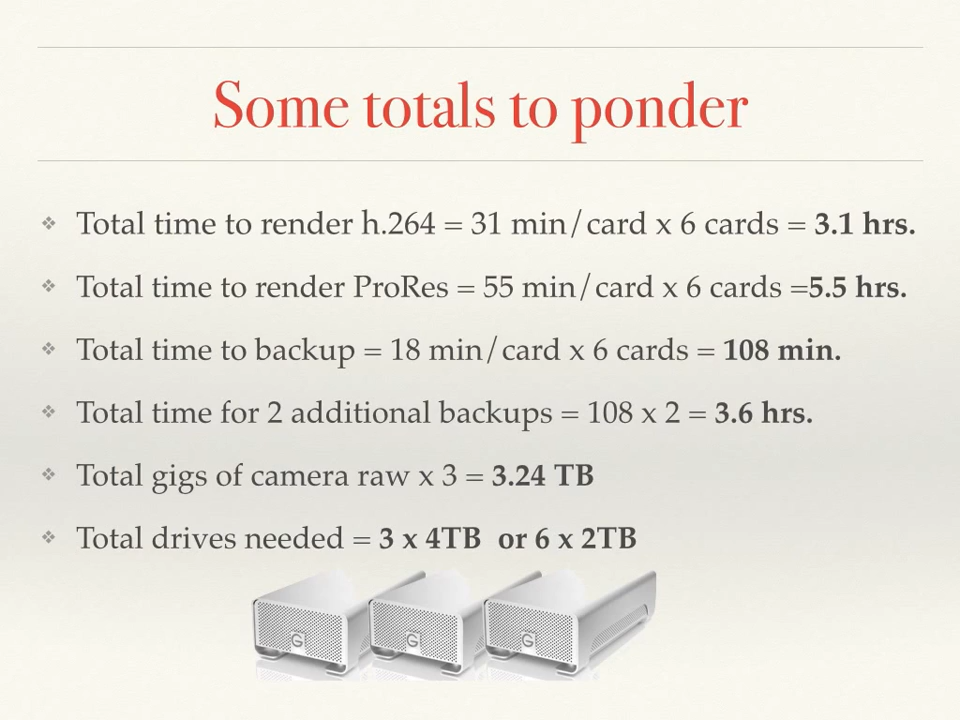 Some totals to ponder
❖ Total time to render h.264 = 31 min/card x 6 cards = 3.1 hrs.
❖ Total time to render ProRes = 55 min/card x 6 cards =5.5 hrs.
❖ Total time to backup = 18 min/card x 6 cards = 108 min.
❖ Total time for 2 additional backups = 108 x 2 = 3.6 hrs.
❖ Total gigs of camera raw x 3 = 3.24 TB
❖ Total drives needed = 3 x 4TB  or 6 x 2TB
G G G